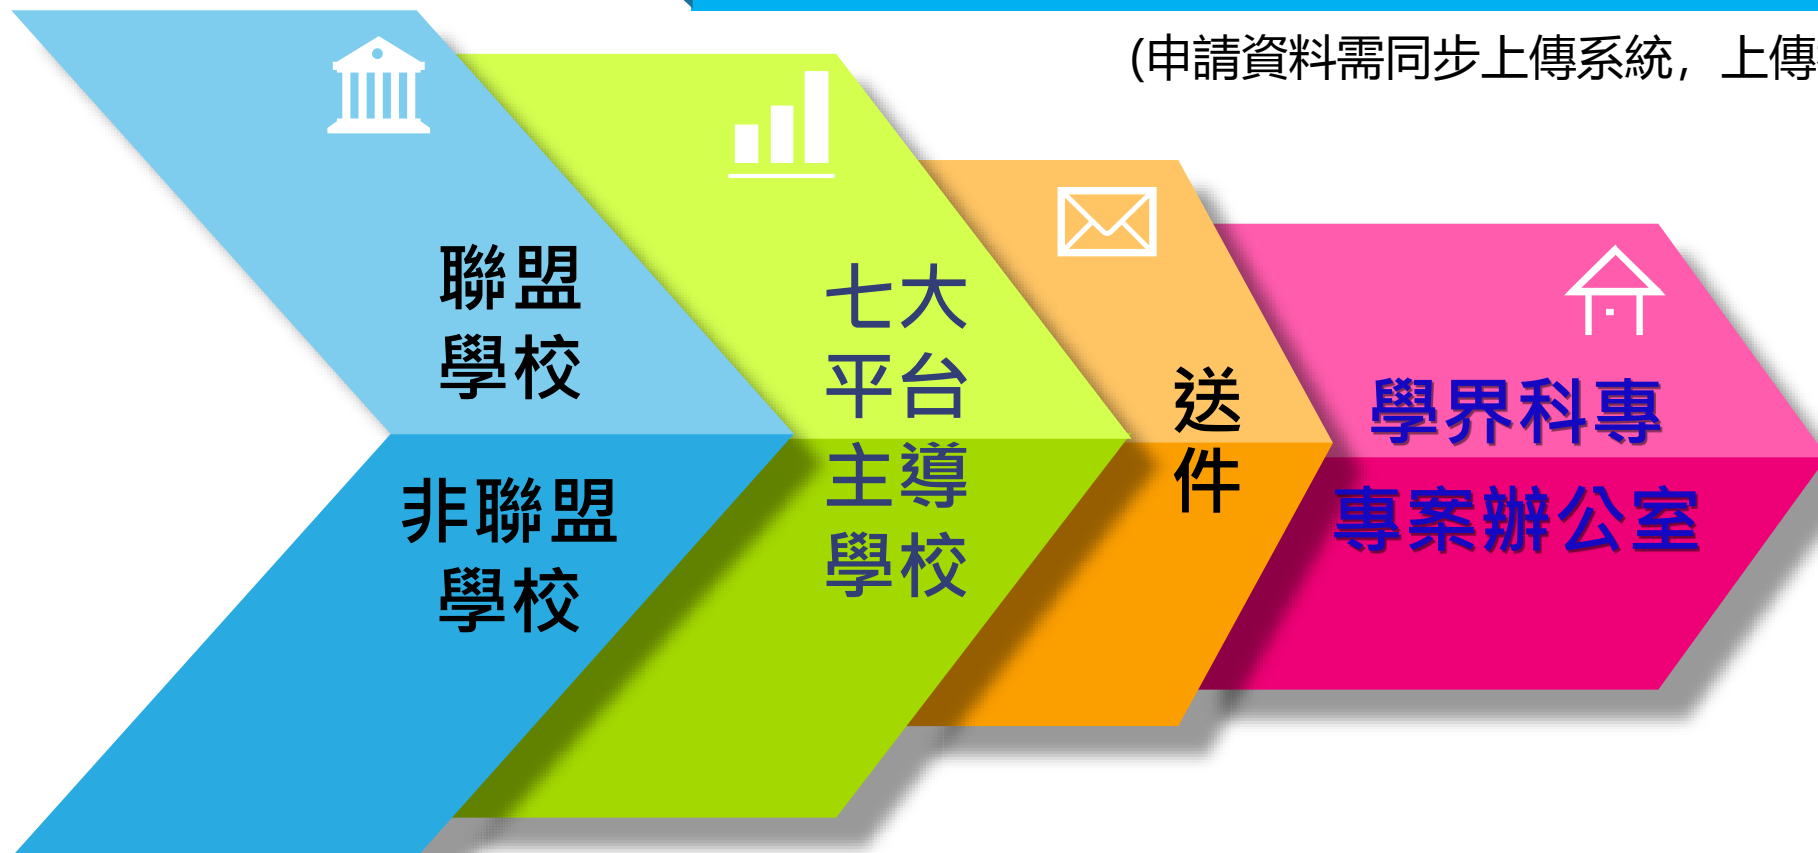 (申請資料需同步上傳系統，上傳
聯盟
學校
非聯盟
學校
七大
平台
主導
學校
送
件
學界科專
專案辦公室